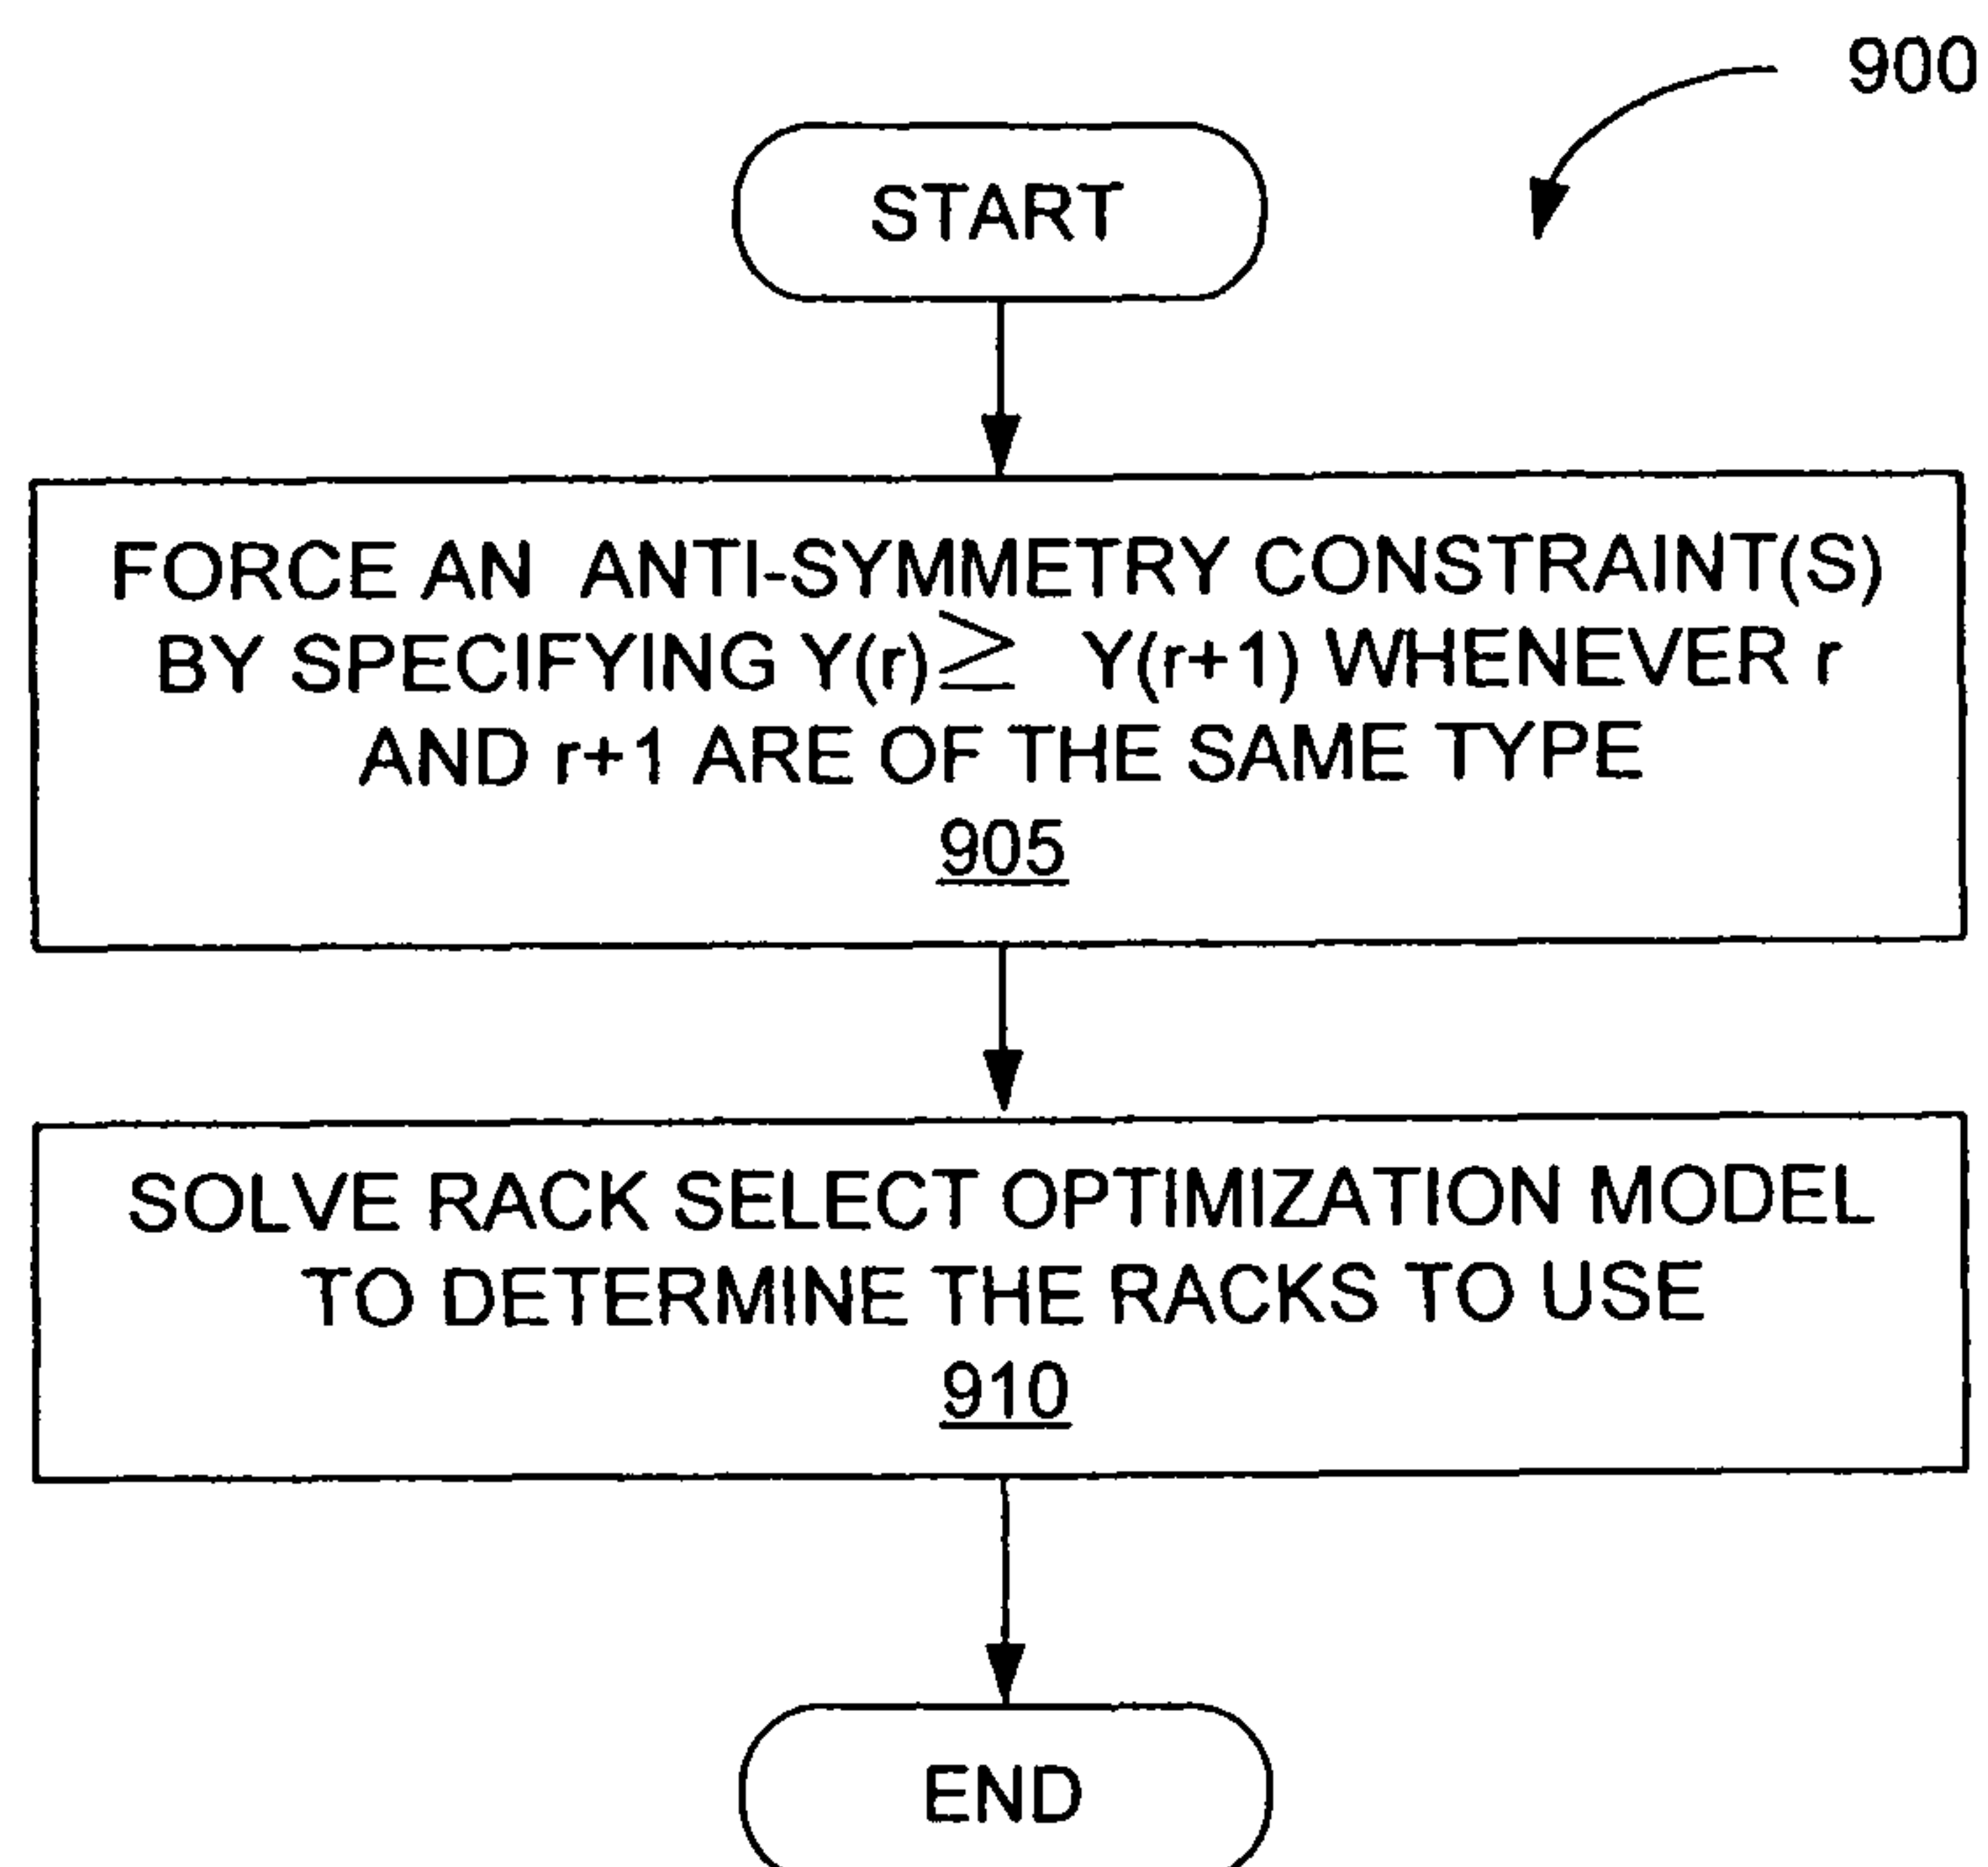 900
START
FORCE AN ANTI-SYMMETRY CONSTRAINT(S)
BY SPECIFYING Y(r) ≥ Y(r+1) WHENEVER r
AND r+1 ARE OF THE SAME TYPE
905
SOLVE RACK SELECT OPTIMIZATION MODEL
TO DETERMINE THE RACKS TO USE
910
END